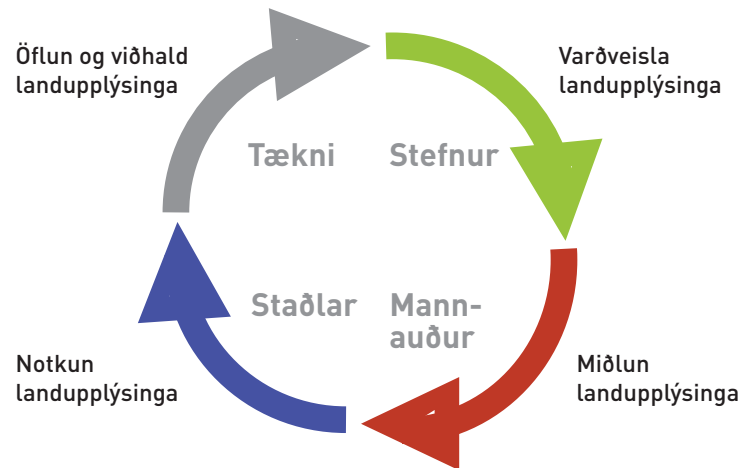 Öflun og viðhald
landupplýsinga
Varðveisla
landupplýsinga
Tækni
Stefnur
Staðlar
Mann-
auður
Notkun
landupplýsinga
Miðlun
landupplýsinga